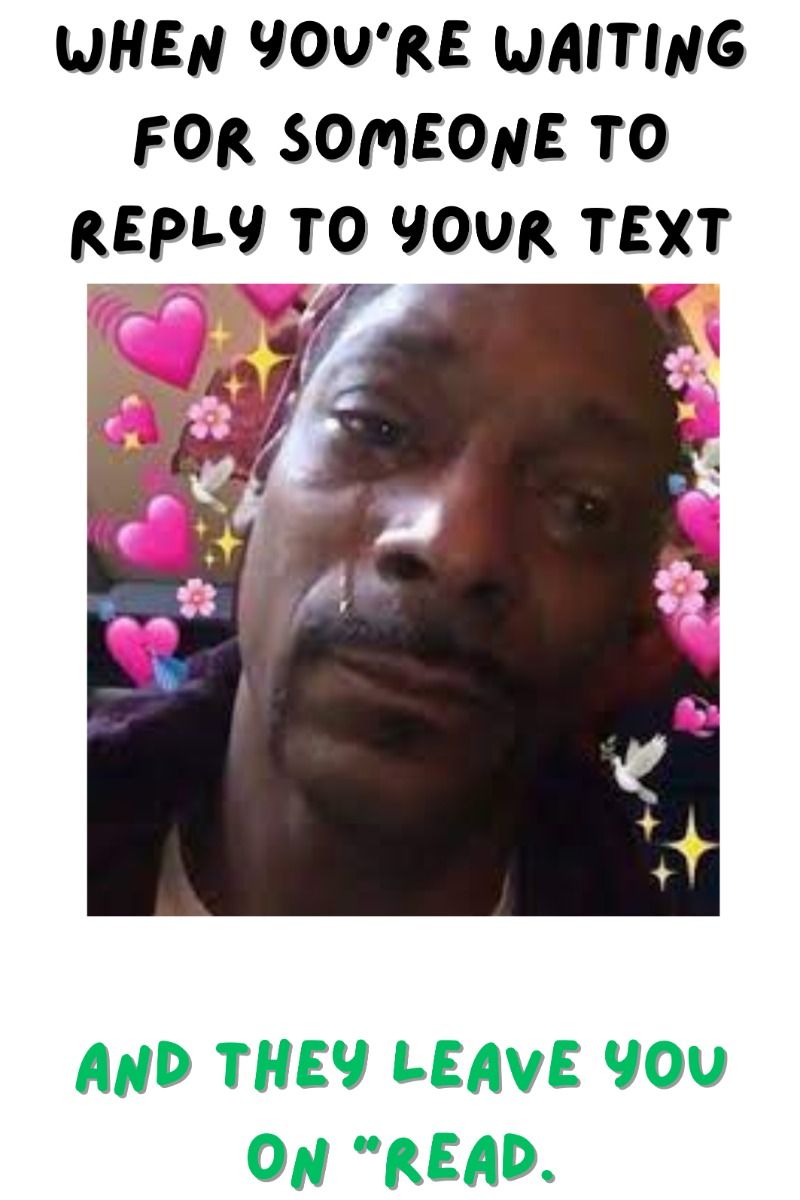 WHEN YOU'RE WAITING
FOR SOMEONE TO
REPLY TO YOUR TEXT
AND THEY LEAVE YOU
ON "READ.